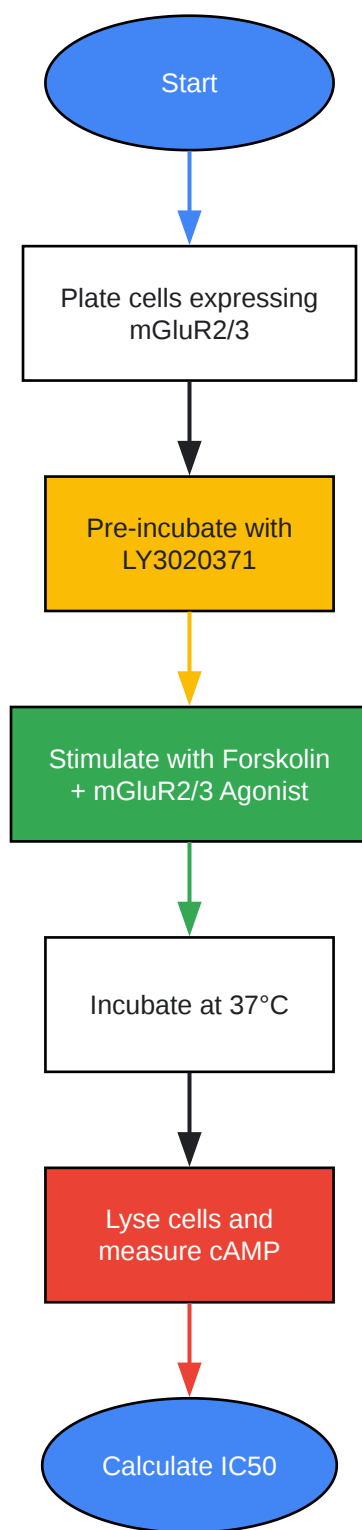 Start
Plate cells expressing
mGluR2/3
Pre-incubate with
LY3020371
Stimulate with Forskolin
+ mGluR2/3 Agonist
Incubate at 37°C
Lyse cells and
measure cAMP
Calculate IC50